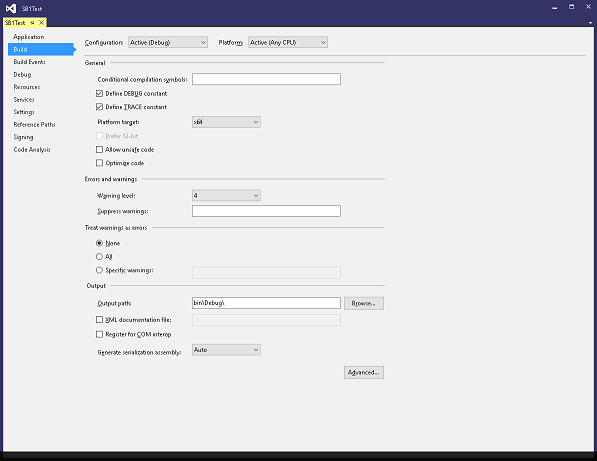 SB1Test
SB1Test
Application
Build
Build Events
Debug
Resources
Services
Settings
Reference Paths
Signing
Code Analysis
Configuration: Active (Debug) Platform: Active (Any CPU)
General
Conditional compilation symbols:
Define DEBUG constant
Define TRACE constant
Platform target: x64
Prefer 32-bit
Allow unsafe code
Optimize code
Errors and warnings
Warning level: 4
Suppress warnings:
Treat warnings as errors
None
All
Specific warnings:
Output
Output path: bin\Debug\ Browse...
XML documentation file:
Register for COM interop
Generate serialization assembly: Auto
Advanced...